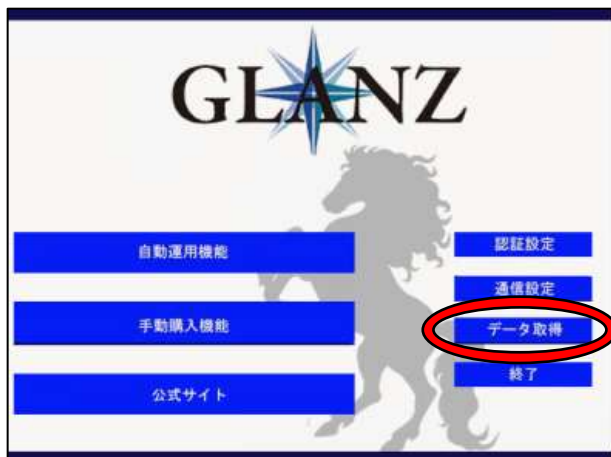 GLANZ
自動運用機能
手動購入機能
公式サイト
認証設定
通信設定
データ取得
終了